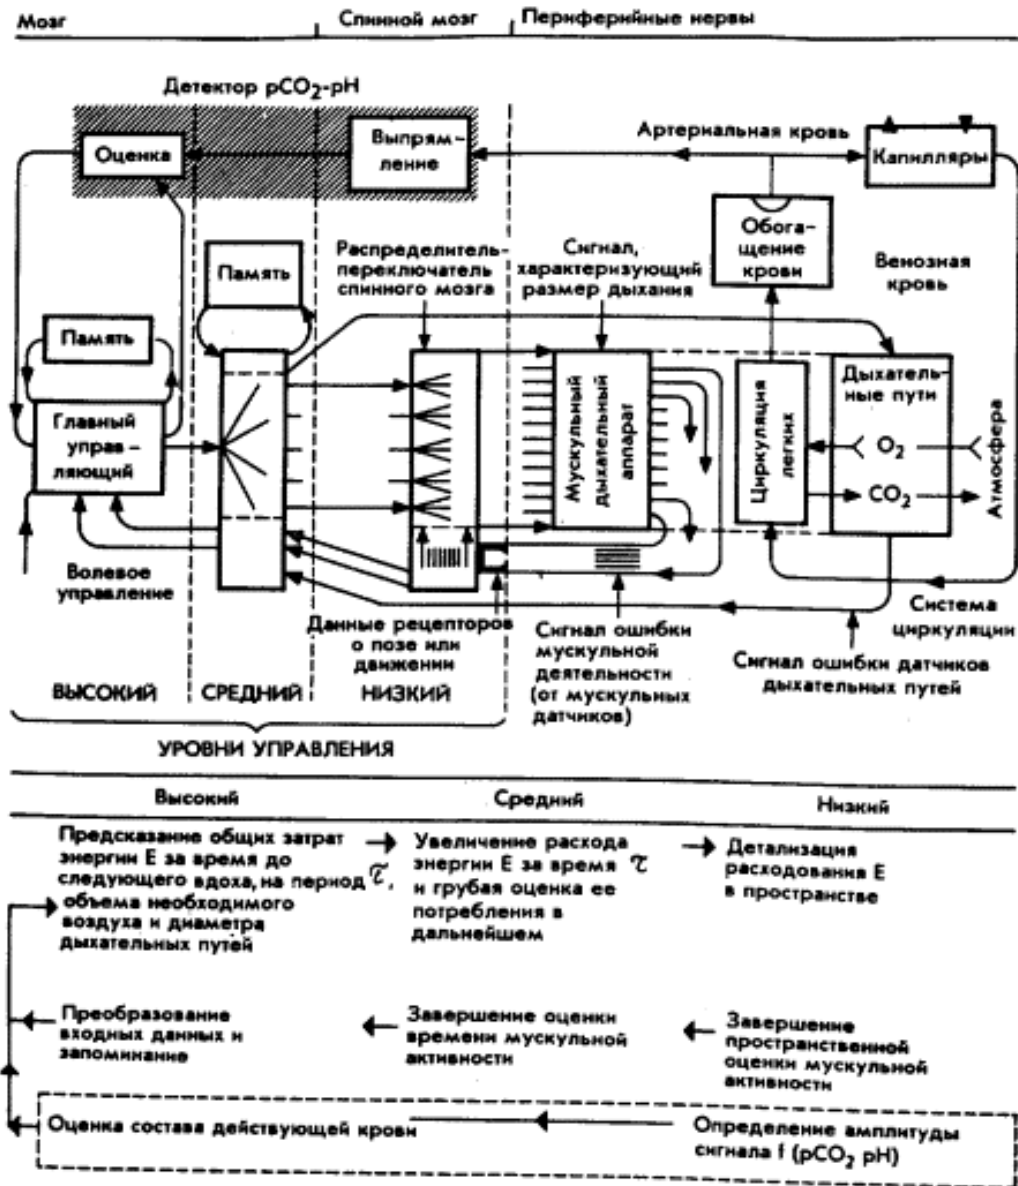 Мозг
Спинной мозг
Периферийные нервы
Детектор pCO2-pH
Оценка
Выпрям-
ление
Артериальная кровь
Капилляры
Обога-
щение
крови
Венозная
кровь
Память
Распределитель-
переключатель
спинного мозга
Сигнал,
характеризующий
размер дыхания
Память
Главный
управ-
ляющий
Мускульный
дыхательный
аппарат
Циркуляция
легких
Дыхатель-
ные пути
O2
CO2
Атмосфера
Волевое
управление
Данные рецепторов
о позе или
движении
Сигнал ошибки
мускульной
деятельности
(от мускульных
датчиков)
Система
циркуляции
Сигнал ошибки датчиков
дыхательных путей
ВЫСОКИЙ
СРЕДНИЙ
НИЗКИЙ
УРОВНИ УПРАВЛЕНИЯ
Высокий
Средний
Низкий
Предсказание общих затрат
энергии E за время до
следующего вдоха, на период τ,
объема необходимого
воздуха и диаметра
дыхательных путей
Увеличение расхода
энергии E за время τ
и грубая оценка ее
потребления в
дальнейшем
Детализация
расходования E
в пространстве
Преобразование
входных данных и
запоминание
Завершение оценки
времени мускульной
активности
Завершение
пространственной
оценки мускульной
активности
Оценка состава действующей крови
Определение амплитуды
сигнала f (pCO2 pH)